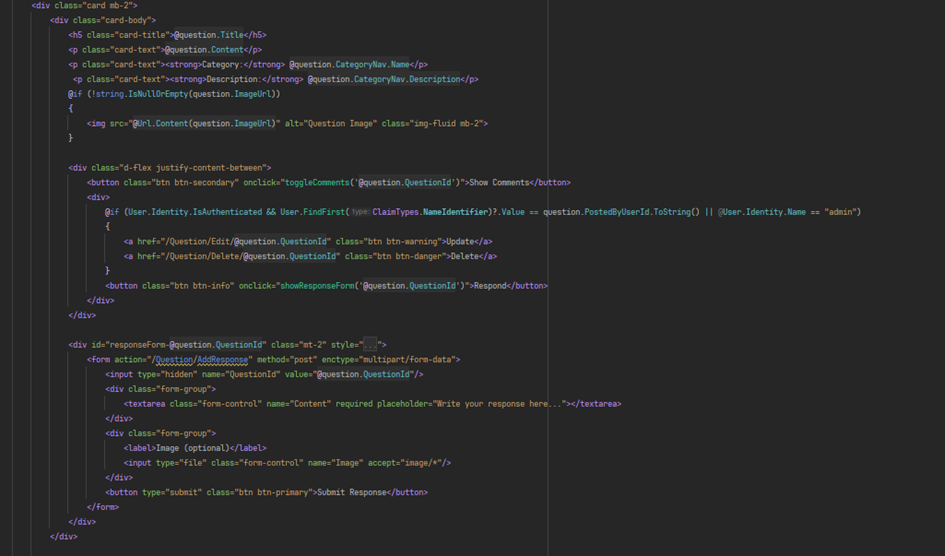 <div class="card mb-2">
<div class="card-body">
<h5 class="card-title">@question.Title</h5>
<p class="card-text">@question.Content</p>
<p class="card-text"><strong>Category:</strong> @question.CategoryNav.Name</p>
<p class="card-text"><strong>Description:</strong> @question.CategoryNav.Description</p>
@if (!string.IsNullOrEmpty(question.ImageUrl))
{
<img src="@Url.Content(question.ImageUrl)" alt="Question Image" class="img-fluid mb-2">
}
<div class="d-flex justify-content-between">
<button class="btn btn-secondary" onclick="toggleComments('@question.QuestionId')">Show Comments</button>
<div>
@if (User.Identity.IsAuthenticated && User.FindFirst(type: ClaimTypes.NameIdentifier)?.Value == question.PostedByUserId.ToString() || @User.Identity.Name == "admin")
{
<a href="/Question/Edit/@question.QuestionId" class="btn btn-warning">Update</a>
<a href="/Question/Delete/@question.QuestionId" class="btn btn-danger">Delete</a>
}
<button class="btn btn-info" onclick="showResponseForm('@question.QuestionId')">Respond</button>
</div>
</div>
<div id="responseForm-@question.QuestionId" class="mt-2" style="...">
<form action="/Question/AddResponse" method="post" enctype="multipart/form-data">
<input type="hidden" name="QuestionId" value="@question.QuestionId"/>
<div class="form-group">
<textarea class="form-control" name="Content" required placeholder="Write your response here..."></textarea>
</div>
<div class="form-group">
<label>Image (optional)</label>
<input type="file" class="form-control" name="Image" accept="image/*"/>
</div>
<button type="submit" class="btn btn-primary">Submit Response</button>
</form>
</div>
</div>